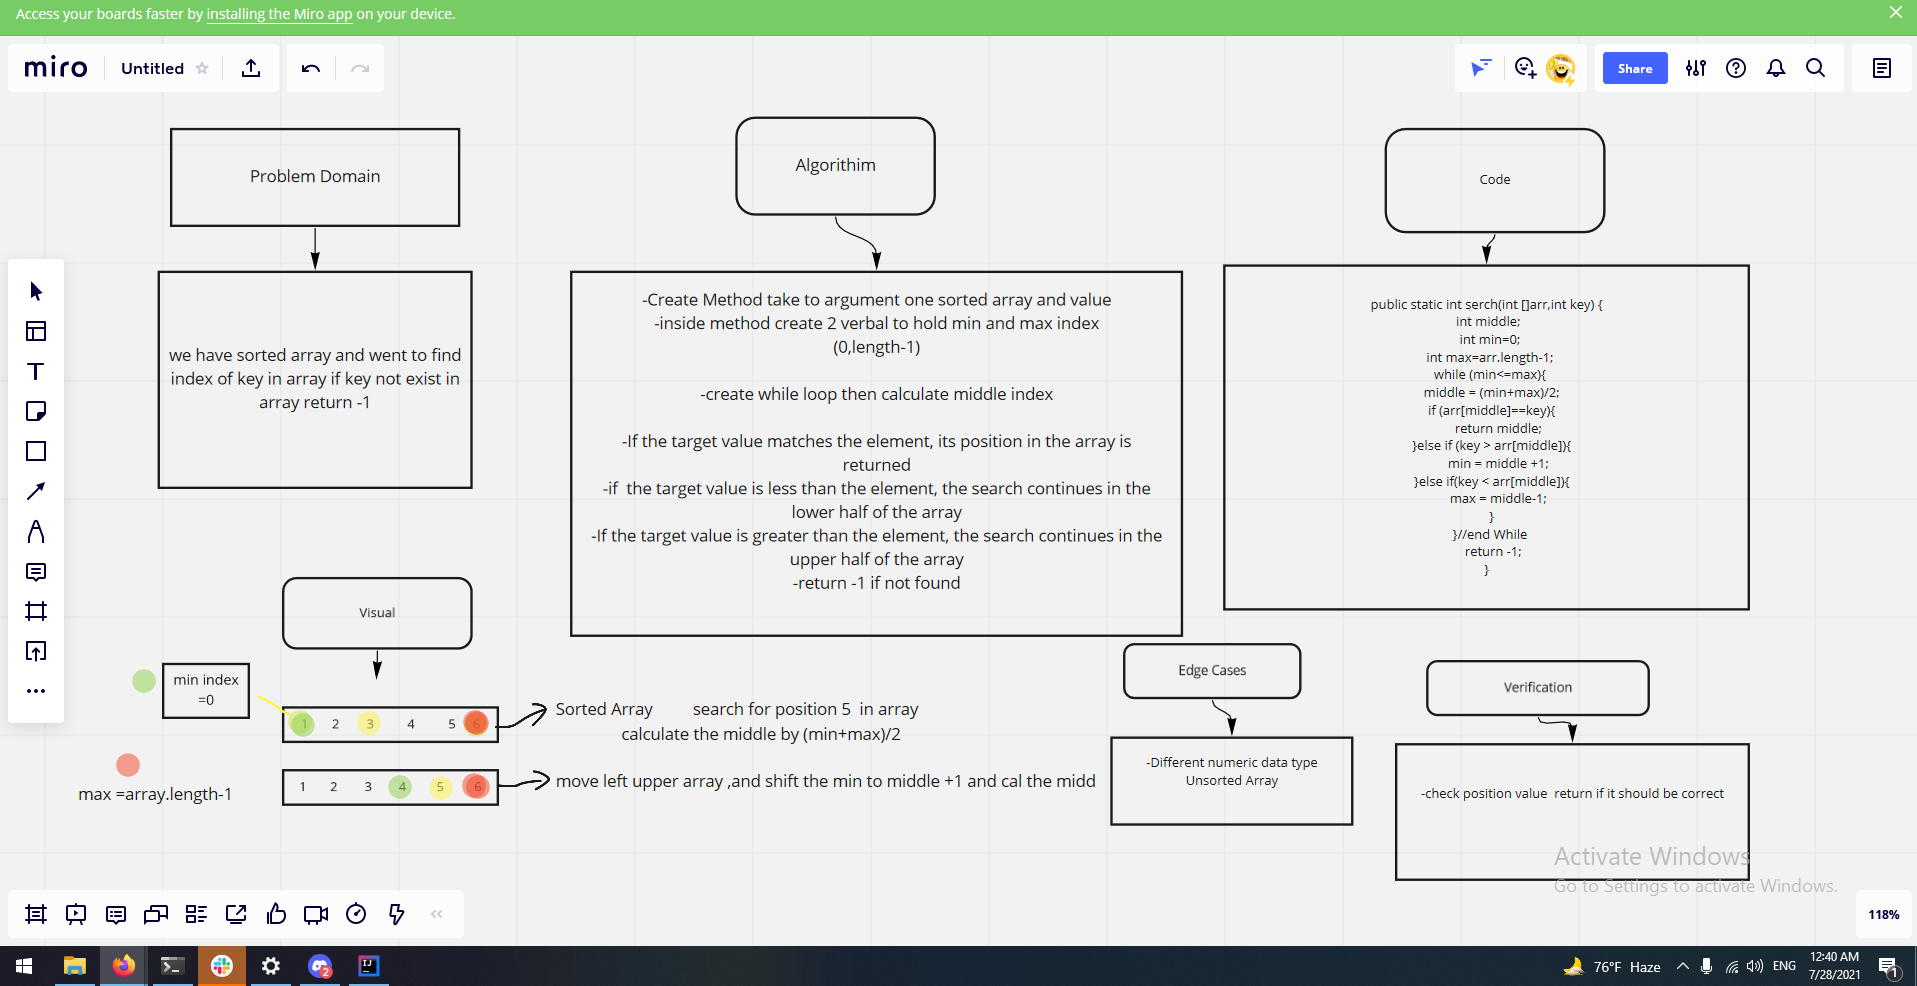 Access your boards faster by installing the Miro app on your device.
miro
Untitled
Share
Problem Domain
we have sorted array and went to find
index of key in array if key not exist in
array return -1
Algorithim
-Create Method take to argument one sorted array and value
-inside method create 2 verbal to hold min and max index
(0,length-1)
-create while loop then calculate middle index
-If the target value matches the element, its position in the array is
returned
-if  the target value is less than the element, the search continues in the
lower half of the array
-If the target value is greater than the element, the search continues in the
upper half of the array
-return -1 if not found
Code
public static int serch(int []arr,int key) {
int middle;
int min=0;
int max=arr.length-1;
while (min<=max){
middle = (min+max)/2;
if (arr[middle]==key){
return middle;
}else if (key > arr[middle]){
min = middle +1;
}else if(key < arr[middle]){
max = middle-1;
}
}//end While
return -1;
}
Visual
min index
=0
1 2 3 4 5 6
Sorted Array search for position 5  in array
calculate the middle by (min+max)/2
max =array.length-1
1 2 3 4 5 6
move left upper array ,and shift the min to middle +1 and cal the midd
Edge Cases
-Different numeric data type
Unsorted Array
Verification
-check position value  return if it should be correct
Activate Windows
Go to Settings to activate Windows.
118%
2
IJ
76°F Haze
ENG
12:40 AM
7/28/2021
1